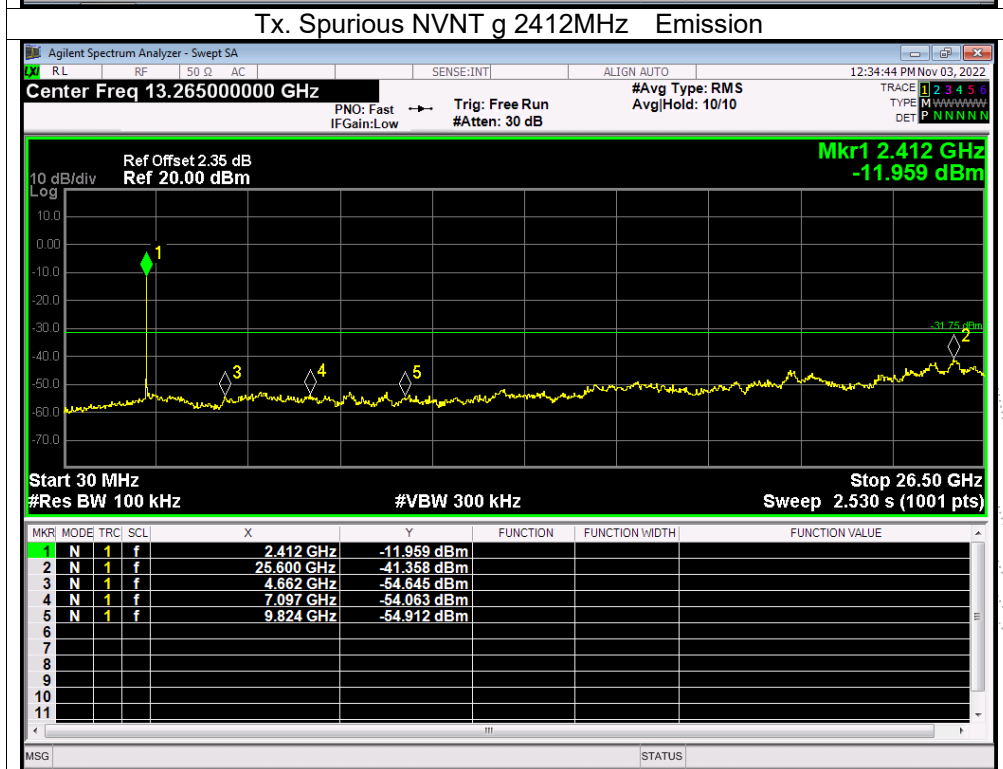 Tx. Spurious NVNT g 2412MHz Emission
Agilent Spectrum Analyzer - Swept SA
LXI RL RF 50 Ω AC SENSE:INT ALIGN AUTO 12:34:44 PM Nov 03, 2022
Center Freq 13.265000000 GHz #Avg Type: RMS TRACE 1 2 3 4 5 6
PNO: Fast Trig: Free Run Avg|Hold: 10/10 TYPE M WWWWW
IFGain:Low #Atten: 30 dB DET P N N N N N
Mkr1 2.412 GHz
-11.959 dBm
Ref Offset 2.35 dB
10 dB/div Ref 20.00 dBm
Log
10.0
0.00
1
-10.0
-20.0
-30.0
-31.75 dBm
2
-40.0
3 4 5
-50.0
-60.0
-70.0
Start 30 MHz Stop 26.50 GHz
#Res BW 100 kHz #VBW 300 kHz Sweep 2.530 s (1001 pts)
MKR MODE TRC SCL X Y FUNCTION FUNCTION WIDTH FUNCTION VALUE
1 N 1 f 2.412 GHz -11.959 dBm
2 N 1 f 25.600 GHz -41.358 dBm
3 N 1 f 4.662 GHz -54.645 dBm
4 N 1 f 7.097 GHz -54.063 dBm
5 N 1 f 9.824 GHz -54.912 dBm
6
7
8
9
10
11
MSG STATUS